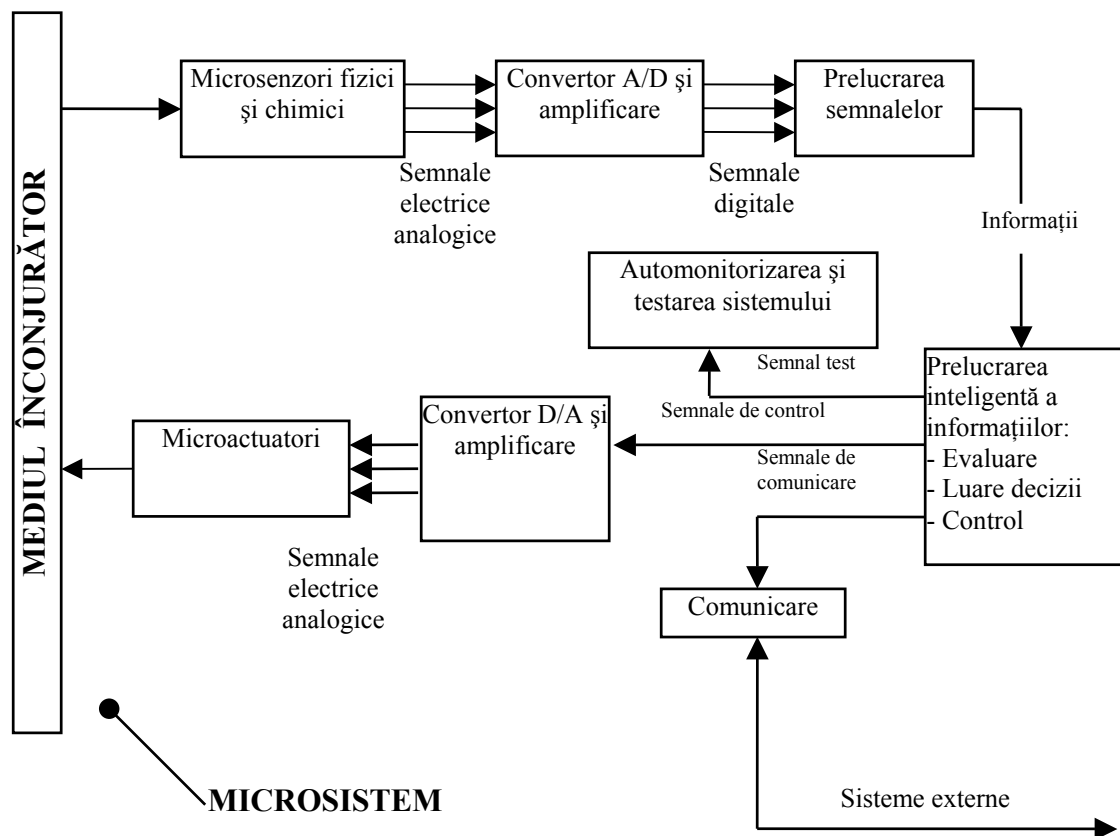 MEDIUL ÎNCONJURĂTOR
Microsenzori fizici
şi chimici
Convertor A/D şi
amplificare
Prelucrarea
semnalelor
Semnale
electrice
analogice
Semnale
digitale
Informații
Automonitorizarea şi
testarea sistemului
Semnal test
Semnale de control
Prelucrarea
inteligentă a
informațiilor:
- Evaluare
- Luare decizii
- Control
Microactuatori
Convertor D/A şi
amplificare
Semnale de
comunicare
Semnale
electrice
analogice
Comunicare
MICROSISTEM
Sisteme externe